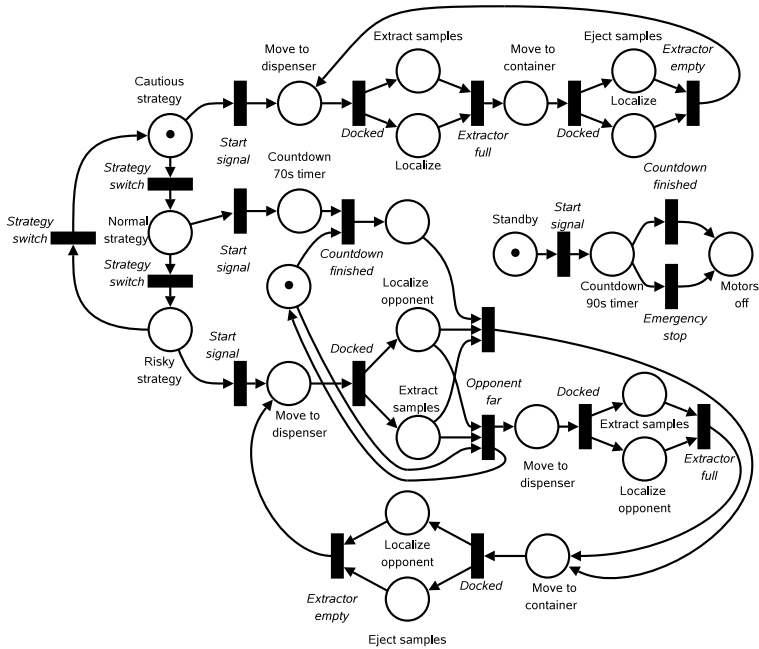 Extract samples
Eject samples
Move to
dispenser
Move to
container
Extractor
empty
Cautious
strategy
Localize
Docked
Docked
Start
signal
Extractor
full
Localize
Strategy
switch
Countdown
70s timer
Countdown
finished
Strategy
switch
Normal
strategy
Start
signal
Standby
Start
signal
Countdown
finished
Strategy
switch
Localize
opponent
Countdown
90s timer
Motors
off
Emergency
stop
Risky
strategy
Start
signal
Docked
Extract
samples
Opponent
far
Docked
Move to
dispenser
Extract samples
Move to
dispenser
Localize
opponent
Extractor
full
Localize
opponent
Extractor
empty
Docked
Move to
container
Eject samples